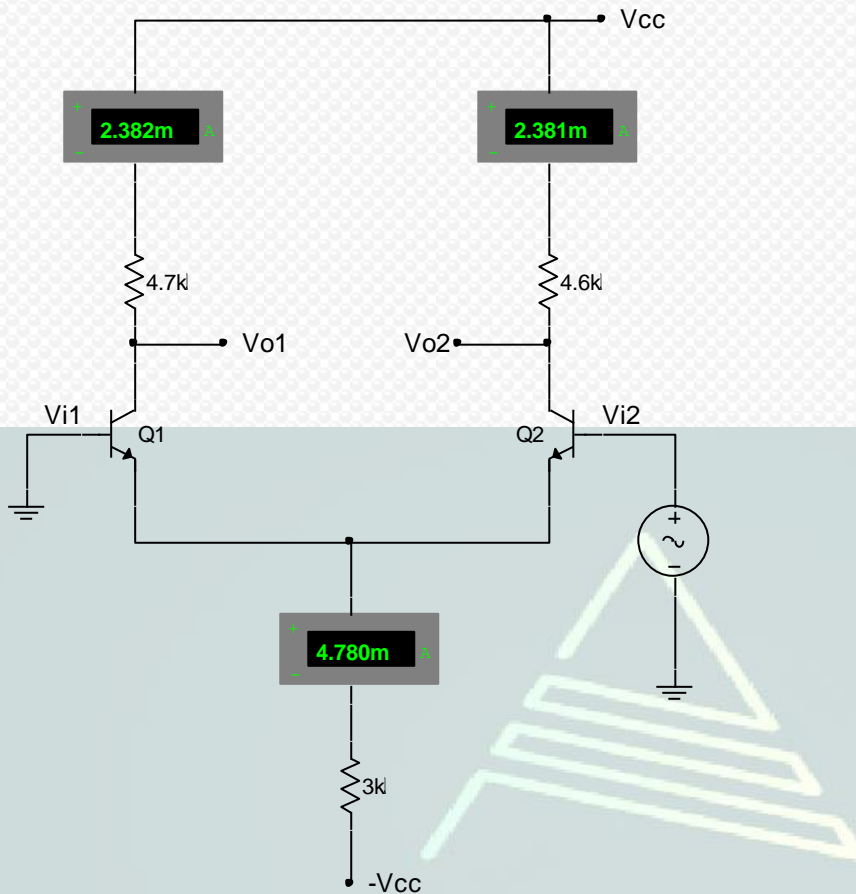 Vcc
+
2.382m A
-
+
2.381m A
-
4.7k
4.6k
Vo1
Vo2
Vi1
Q1
Q2
Vi2
+
-
+
4.780m A
-
3k
-Vcc